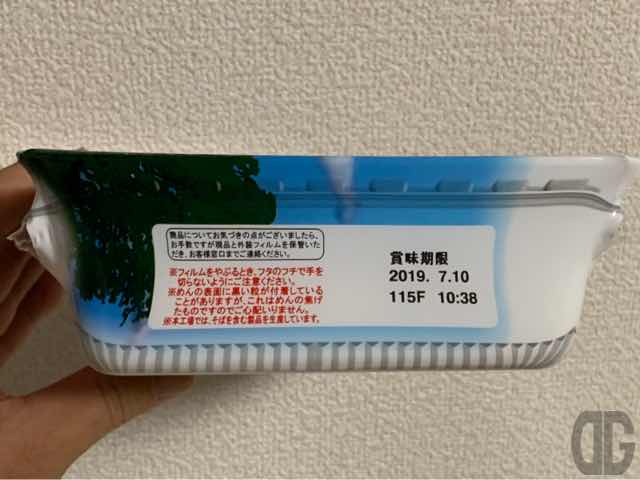 製品についてお気づきの点がございましたら、
お手数ですが現品と外装フィルムを保管いた
だき、お客様窓口までご連絡ください。
※フィルムをやぶるとき、フタのフチで手を
切らないようにご注意ください。
※めんの表面に黒い粒が付着している
ことがありますが、これはめんの焦げ
たものですのでご心配いりません。
※本工場では、そばを含む製品を生産しています。
賞味期限
2019. 7.10
115F 10:38
DG